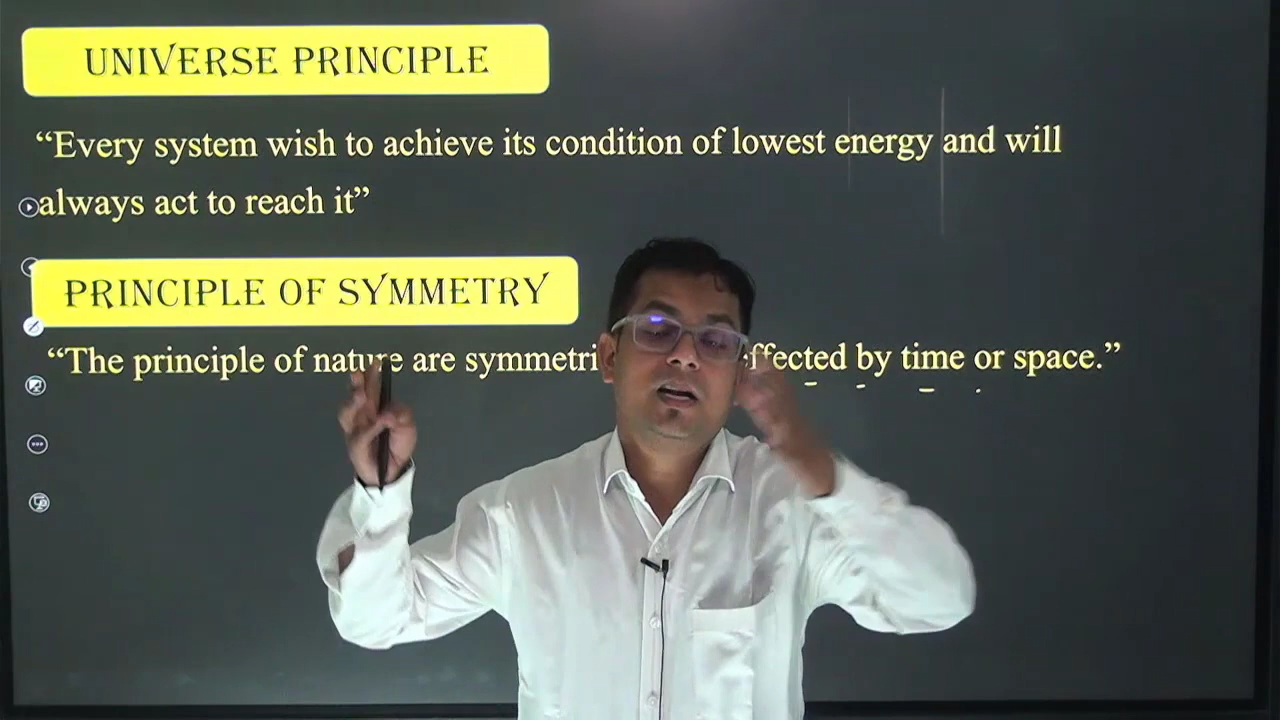 UNIVERSE PRINCIPLE
“Every system wish to achieve its condition of lowest energy and will
always act to reach it”
PRINCIPLE OF SYMMETRY
“The principle of nature are symmetri ffected by time or space.”